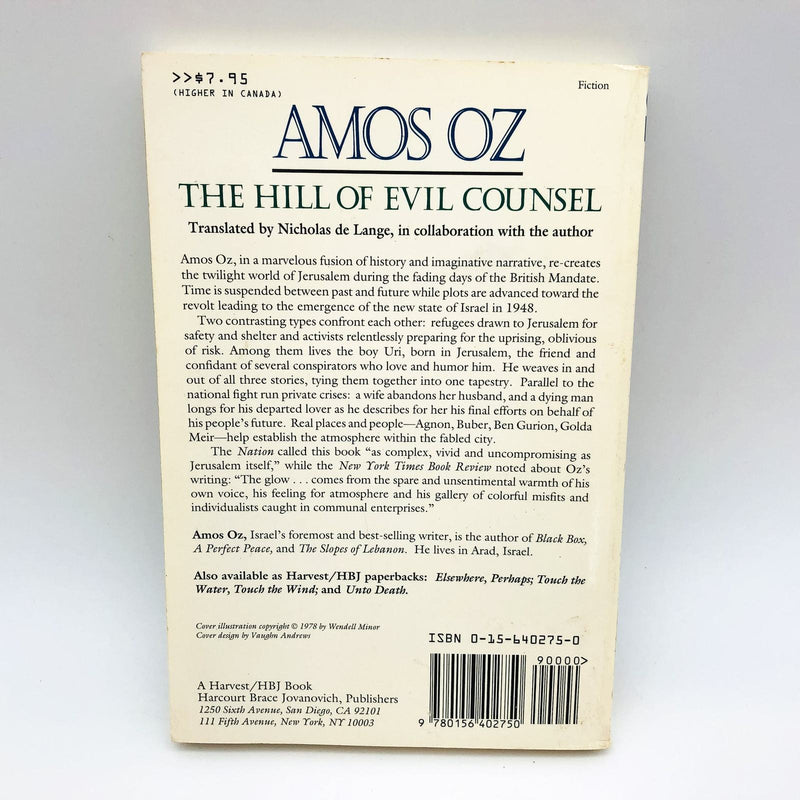 >>$7.95
(HIGHER IN CANADA)
Fiction
AMOS OZ
THE HILL OF EVIL COUNSEL
Translated by Nicholas de Lange, in collaboration with the author
Amos Oz, in a marvelous fusion of history and imaginative narrative, re-creates
the twilight world of Jerusalem during the fading days of the British Mandate.
Time is suspended between past and future while plots are advanced toward the
revolt leading to the emergence of the new state of Israel in 1948.
Two contrasting types confront each other: refugees drawn to Jerusalem for
safety and shelter and activists relentlessly preparing for the uprising, oblivious
of risk. Among them lives the boy Uri, born in Jerusalem, the friend and
confidant of several conspirators who love and humor him. He weaves in and
out of all three stories, tying them together into one tapestry. Parallel to the
national fight run private crises: a wife abandons her husband, and a dying man
longs for his departed lover as he describes for her his final efforts on behalf of
his people's future. Real places and people—Agnon, Buber, Ben Gurion, Golda
Meir—help establish the atmosphere within the fabled city.
The Nation called this book "as complex, vivid and uncompromising as
Jerusalem itself," while the New York Times Book Review noted about Oz's
writing: "The glow . . . comes from the spare and unsentimental warmth of his
own voice, his feeling for atmosphere and his gallery of colorful misfits and
individualists caught in communal enterprises."
Amos Oz, Israel's foremost and best-selling writer, is the author of Black Box,
A Perfect Peace, and The Slopes of Lebanon. He lives in Arad, Israel.
Also available as Harvest/HBJ paperbacks: Elsewhere, Perhaps; Touch the
Water, Touch the Wind; and Unto Death.
Cover illustration copyright © 1978 by Wendell Minor
Cover design by Vaughn Andrews
ISBN 0-15-640275-0
90000>
A Harvest/HBJ Book
Harcourt Brace Jovanovich, Publishers
1250 Sixth Avenue, San Diego, CA 92101
111 Fifth Avenue, New York, NY 10003
9 780156 402750